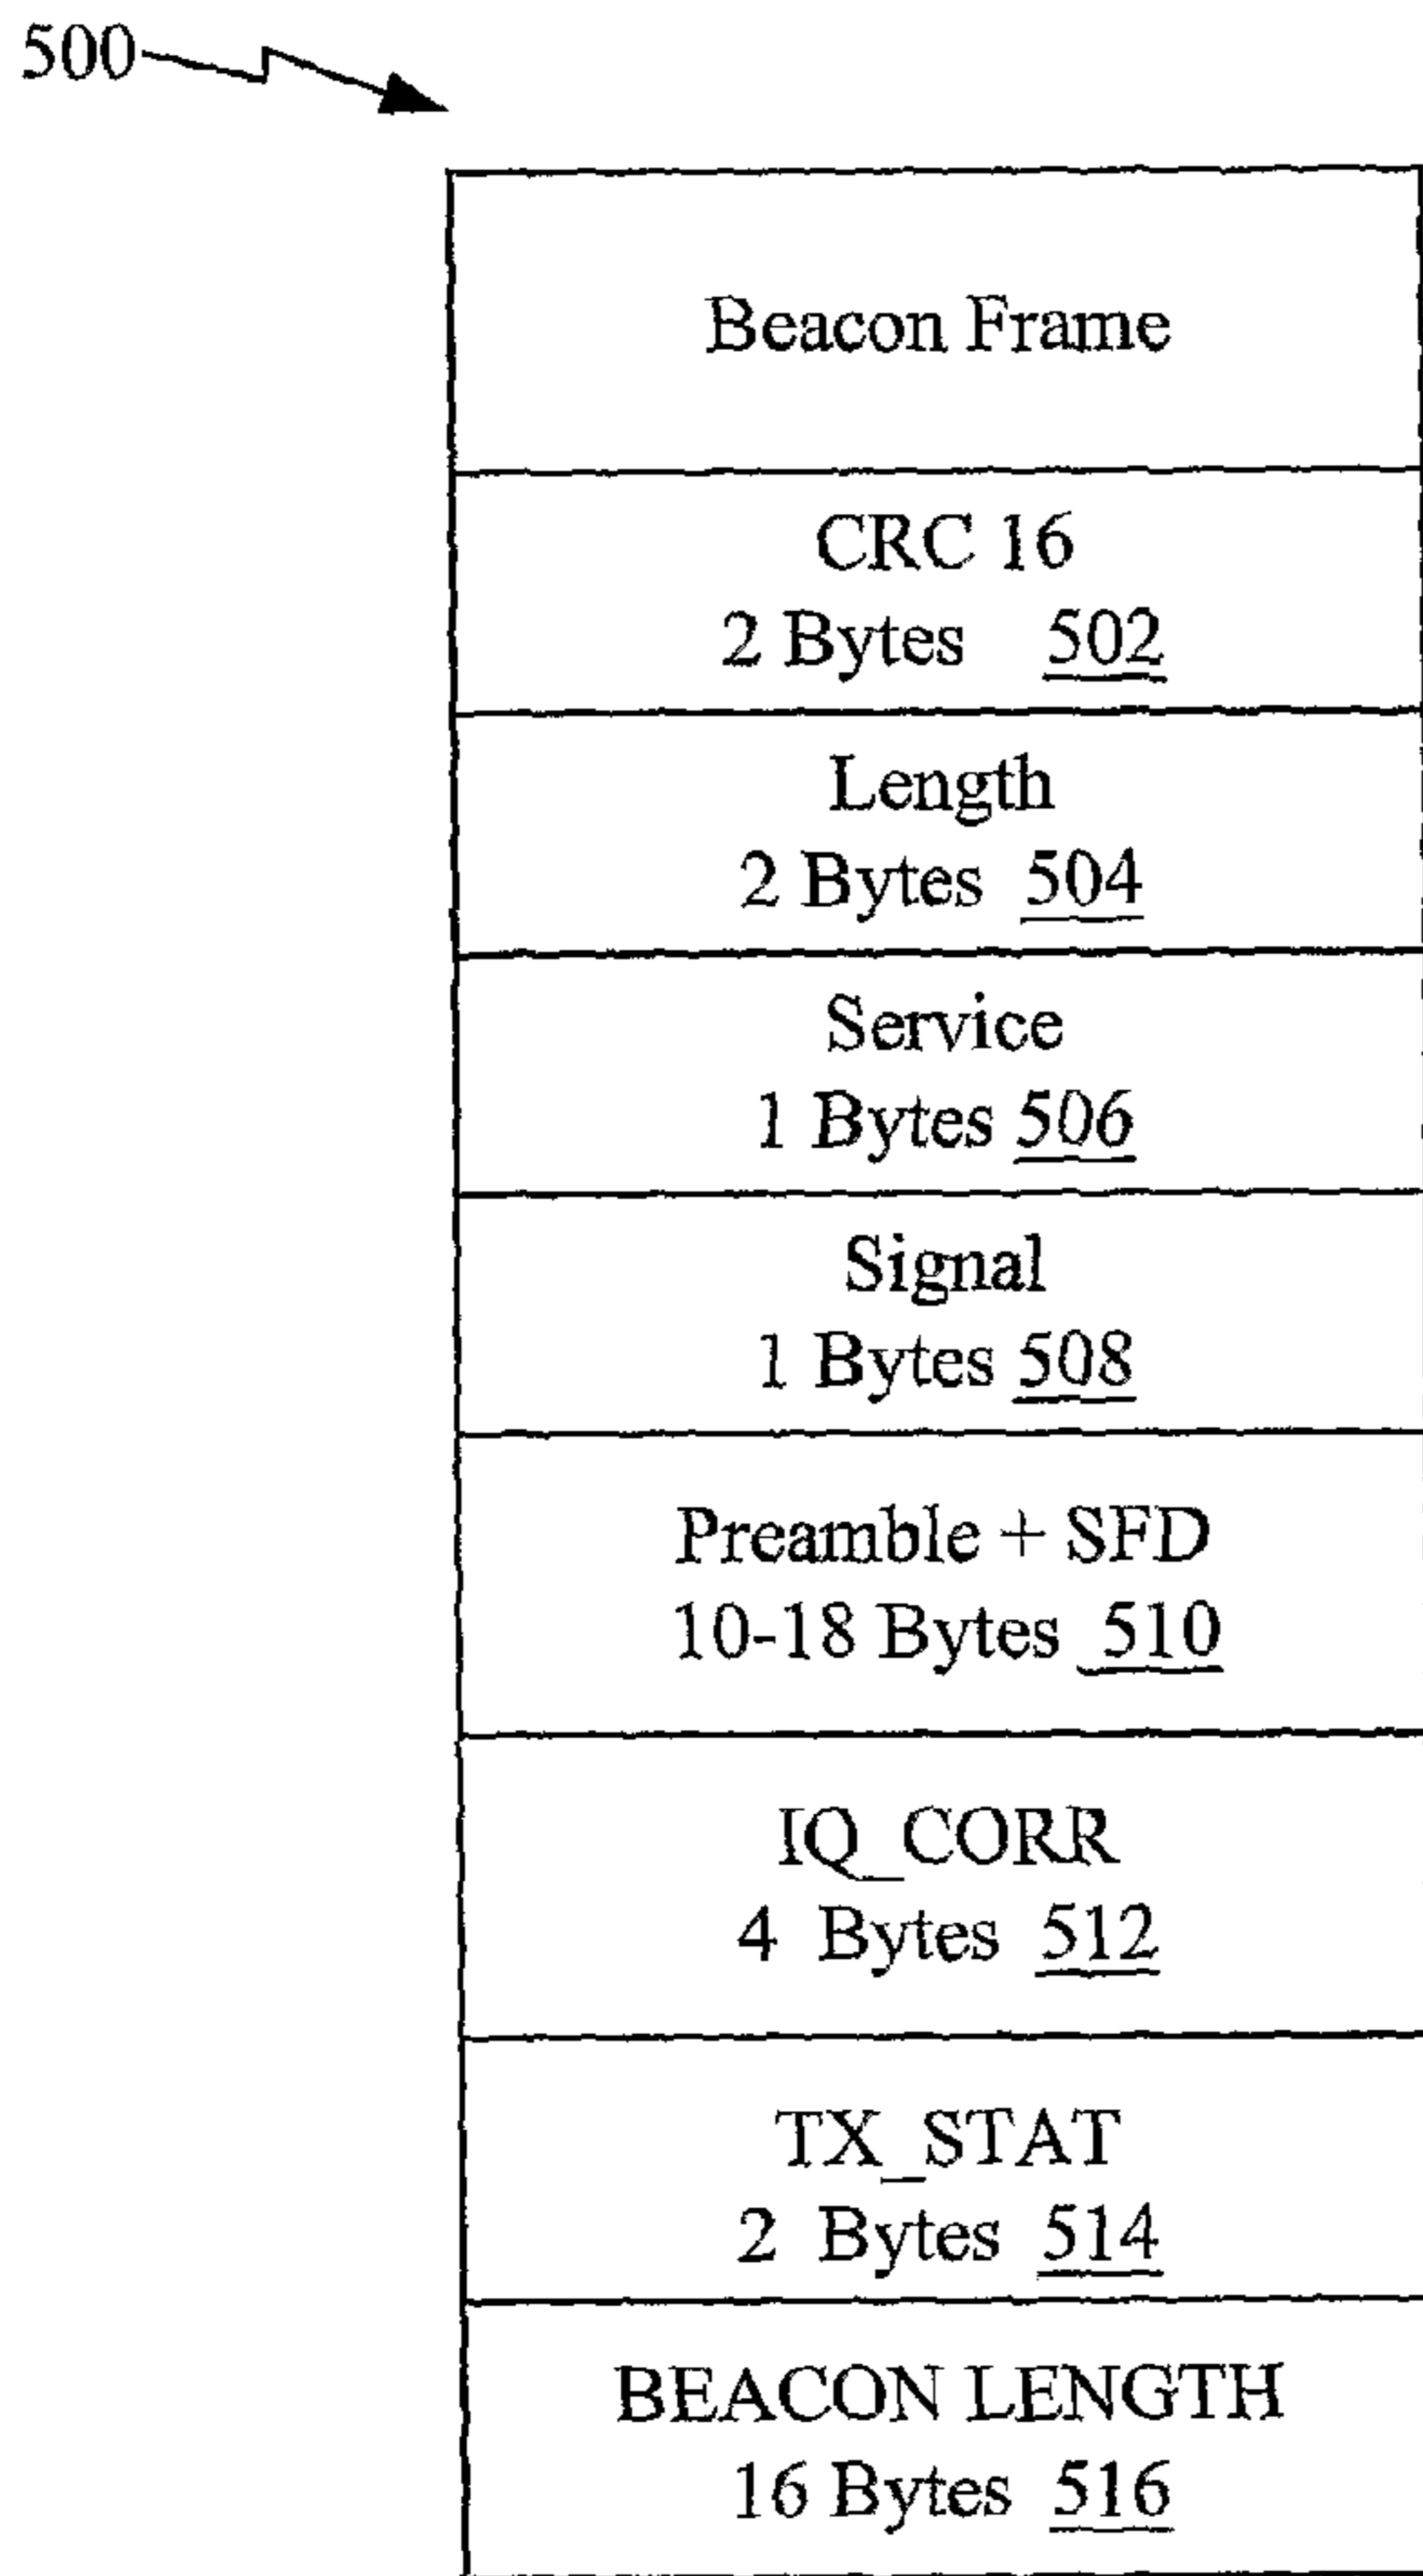 500
Beacon Frame
CRC 16
2 Bytes 502
Length
2 Bytes 504
Service
1 Bytes 506
Signal
1 Bytes 508
Preamble + SFD
10-18 Bytes 510
IQ_CORR
4 Bytes 512
TX_STAT
2 Bytes 514
BEACON LENGTH
16 Bytes 516